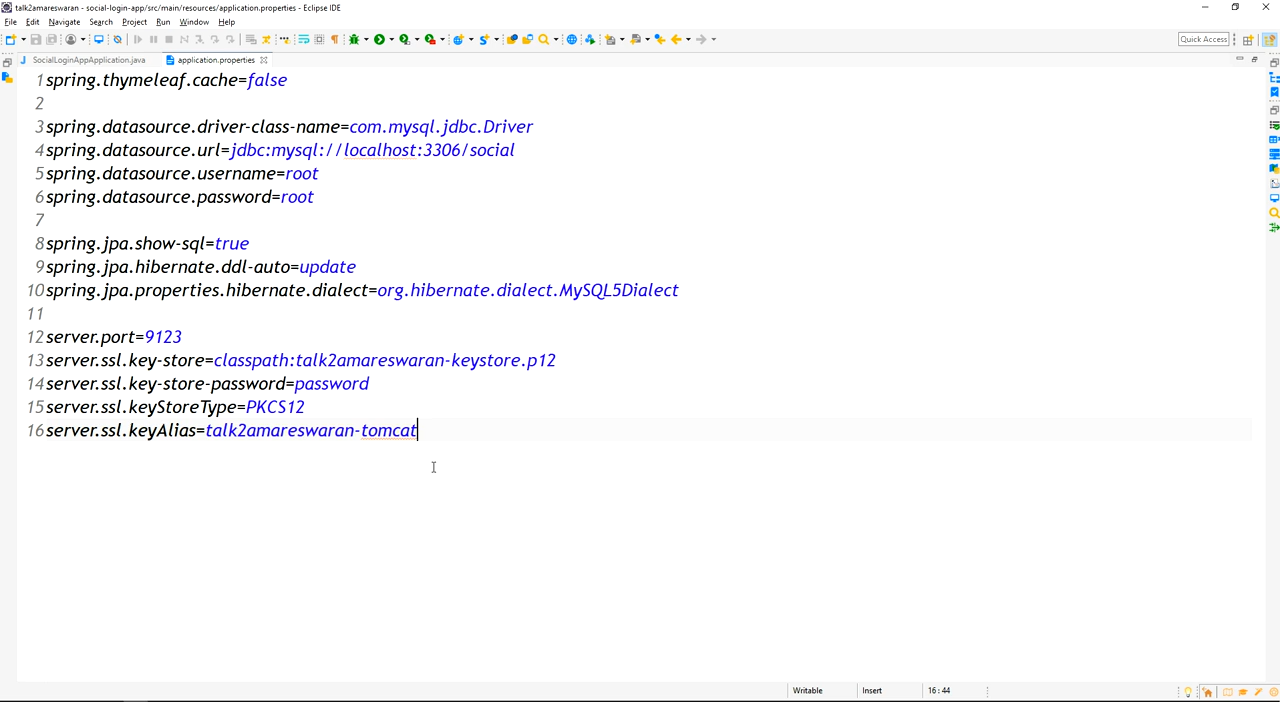 talk2amareswaran - social-login-app/src/main/resources/application.properties - Eclipse IDE
File Edit Navigate Search Project Run Window Help
Quick Access
SocialLoginAppApplication.java application.properties
1 spring.thymeleaf.cache=false
2
3 spring.datasource.driver-class-name=com.mysql.jdbc.Driver
4 spring.datasource.url=jdbc:mysql://localhost:3306/social
5 spring.datasource.username=root
6 spring.datasource.password=root
7
8 spring.jpa.show-sql=true
9 spring.jpa.hibernate.ddl-auto=update
10 spring.jpa.properties.hibernate.dialect=org.hibernate.dialect.MySQL5Dialect
11
12 server.port=9123
13 server.ssl.key-store=classpath:talk2amareswaran-keystore.p12
14 server.ssl.key-store-password=password
15 server.ssl.keyStoreType=PKCS12
16 server.ssl.keyAlias=talk2amareswaran-tomcat
Writable Insert 16 : 44